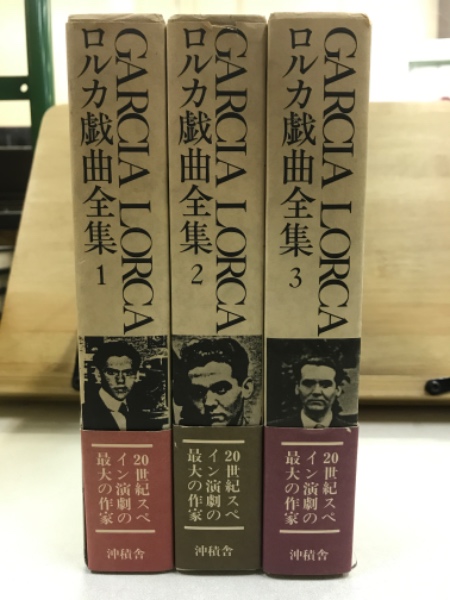 GARCIA LORCA
ロルカ戯曲全集 1
20世紀スペ
イン演劇の
最大の作家
沖積舎
GARCIA LORCA
ロルカ戯曲全集 2
20世紀スペ
イン演劇の
最大の作家
沖積舎
GARCIA LORCA
ロルカ戯曲全集 3
20世紀スペ
イン演劇の
最大の作家
沖積舎